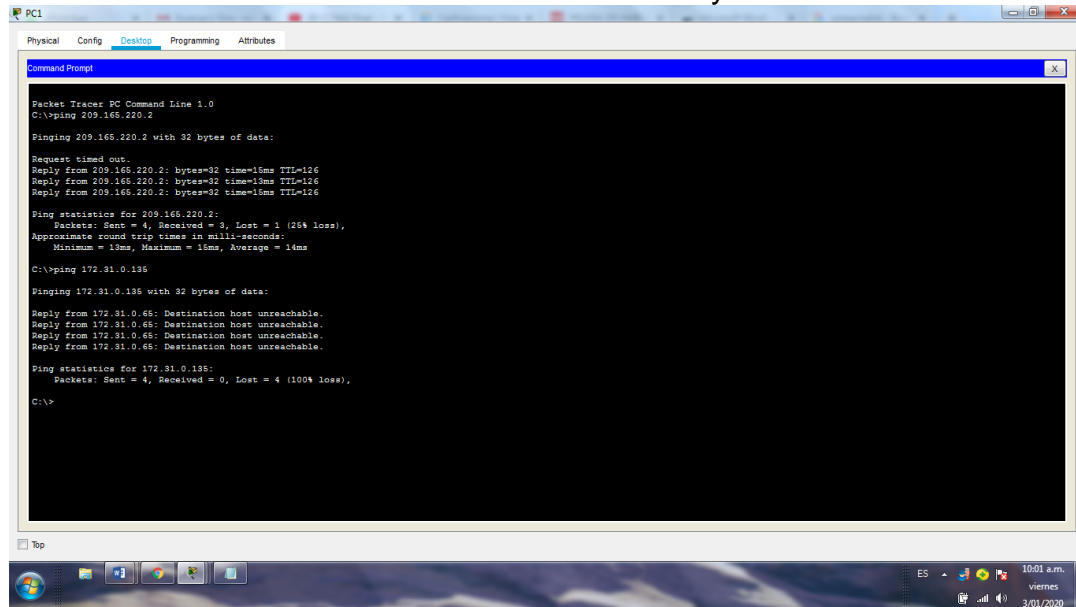 PC1
Physical Config Desktop Programming Attributes
Command Prompt
X
Packet Tracer PC Command Line 1.0
C:\>ping 209.165.220.2
Pinging 209.165.220.2 with 32 bytes of data:
Request timed out.
Reply from 209.165.220.2: bytes=32 time=15ms TTL=126
Reply from 209.165.220.2: bytes=32 time=13ms TTL=126
Reply from 209.165.220.2: bytes=32 time=15ms TTL=126
Ping statistics for 209.165.220.2:
Packets: Sent = 4, Received = 3, Lost = 1 (25% loss),
Approximate round trip times in milli-seconds:
Minimum = 13ms, Maximum = 15ms, Average = 14ms
C:\>ping 172.31.0.135
Pinging 172.31.0.135 with 32 bytes of data:
Reply from 172.31.0.65: Destination host unreachable.
Reply from 172.31.0.65: Destination host unreachable.
Reply from 172.31.0.65: Destination host unreachable.
Reply from 172.31.0.65: Destination host unreachable.
Ping statistics for 172.31.0.135:
Packets: Sent = 4, Received = 0, Lost = 4 (100% loss),
C:\>
Top
ES
10:01 a.m.
viernes
3/01/2020